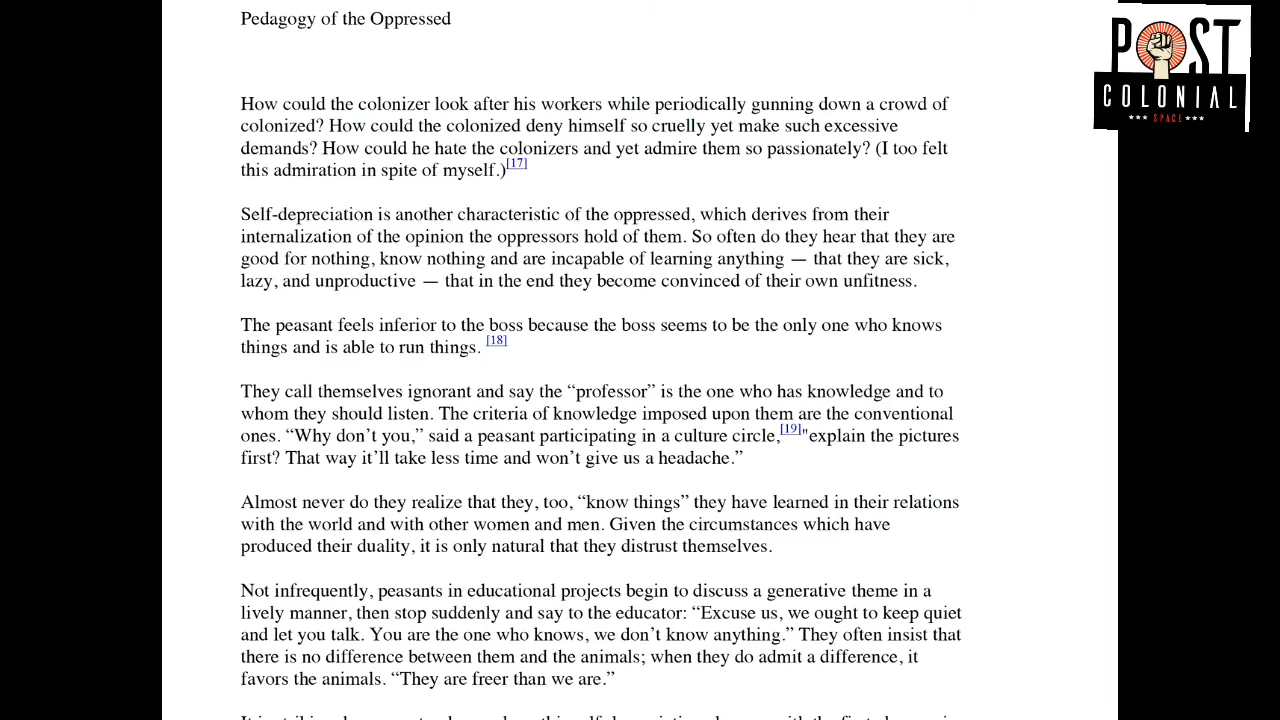 Pedagogy of the Oppressed
POST
COLONIAL
*** SPACE ***
How could the colonizer look after his workers while periodically gunning down a crowd of
colonized? How could the colonized deny himself so cruelly yet make such excessive
demands? How could he hate the colonizers and yet admire them so passionately? (I too felt
this admiration in spite of myself.)[17]
Self-depreciation is another characteristic of the oppressed, which derives from their
internalization of the opinion the oppressors hold of them. So often do they hear that they are
good for nothing, know nothing and are incapable of learning anything — that they are sick,
lazy, and unproductive — that in the end they become convinced of their own unfitness.
The peasant feels inferior to the boss because the boss seems to be the only one who knows
things and is able to run things. [18]
They call themselves ignorant and say the “professor” is the one who has knowledge and to
whom they should listen. The criteria of knowledge imposed upon them are the conventional
ones. “Why don’t you,” said a peasant participating in a culture circle,[19]"explain the pictures
first? That way it’ll take less time and won’t give us a headache.”
Almost never do they realize that they, too, “know things” they have learned in their relations
with the world and with other women and men. Given the circumstances which have
produced their duality, it is only natural that they distrust themselves.
Not infrequently, peasants in educational projects begin to discuss a generative theme in a
lively manner, then stop suddenly and say to the educator: “Excuse us, we ought to keep quiet
and let you talk. You are the one who knows, we don’t know anything.” They often insist that
there is no difference between them and the animals; when they do admit a difference, it
favors the animals. “They are freer than we are.”